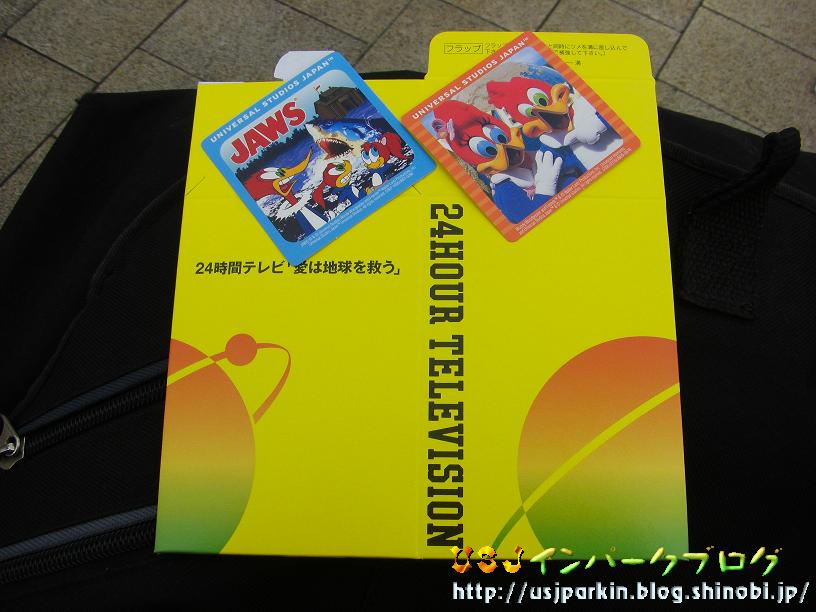 UNIVERSAL STUDIOS JAPAN™
JAWS
UNIVERSAL STUDIOS JAPAN™
フラップ
24時間テレビ「愛は地球を救う」
24HOUR TELEVISION
USJインパークブログ
http://usjparkin.blog.shinobi.jp/